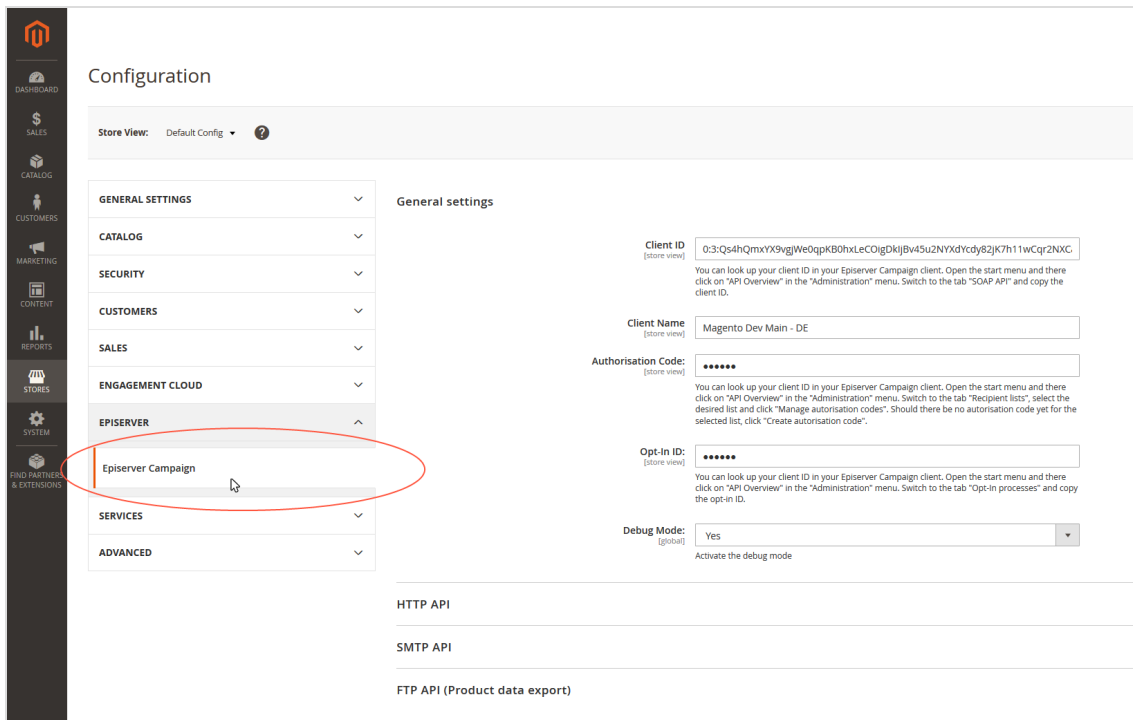 Configuration
DASHBOARD
SALES
CATALOG
CUSTOMERS
MARKETING
CONTENT
REPORTS
STORES
SYSTEM
FIND PARTNERS
& EXTENSIONS
Store View: Default Config
GENERAL SETTINGS
CATALOG
SECURITY
CUSTOMERS
SALES
ENGAGEMENT CLOUD
EPISERVER
Episerver Campaign
SERVICES
ADVANCED
General settings
Client ID
[store view]
0:3:Qs4hQmxYX9vgjWe0qpKB0hxLeCOigDkIjBv45u2NYXdYcdy82jK7h11wCqr2NXC
You can look up your client ID in your Episerver Campaign client. Open the start menu and there
click on "API Overview" in the "Administration" menu. Switch to the tab "SOAP API" and copy the
client ID.
Client Name
[store view]
Magento Dev Main - DE
Authorisation Code:
[store view]
••••••
You can look up your client ID in your Episerver Campaign client. Open the start menu and there
click on "API Overview" in the "Administration" menu. Switch to the tab "Recipient lists", select the
desired list and click "Manage autorisation codes". Should there be no autorisation code yet for the
selected list, click "Create autorisation code".
Opt-In ID:
[store view]
••••••
You can look up your client ID in your Episerver Campaign client. Open the start menu and there
click on "API Overview" in the "Administration" menu. Switch to the tab "Opt-In processes" and copy
the opt-in ID.
Debug Mode:
[global]
Yes
Activate the debug mode
HTTP API
SMTP API
FTP API (Product data export)